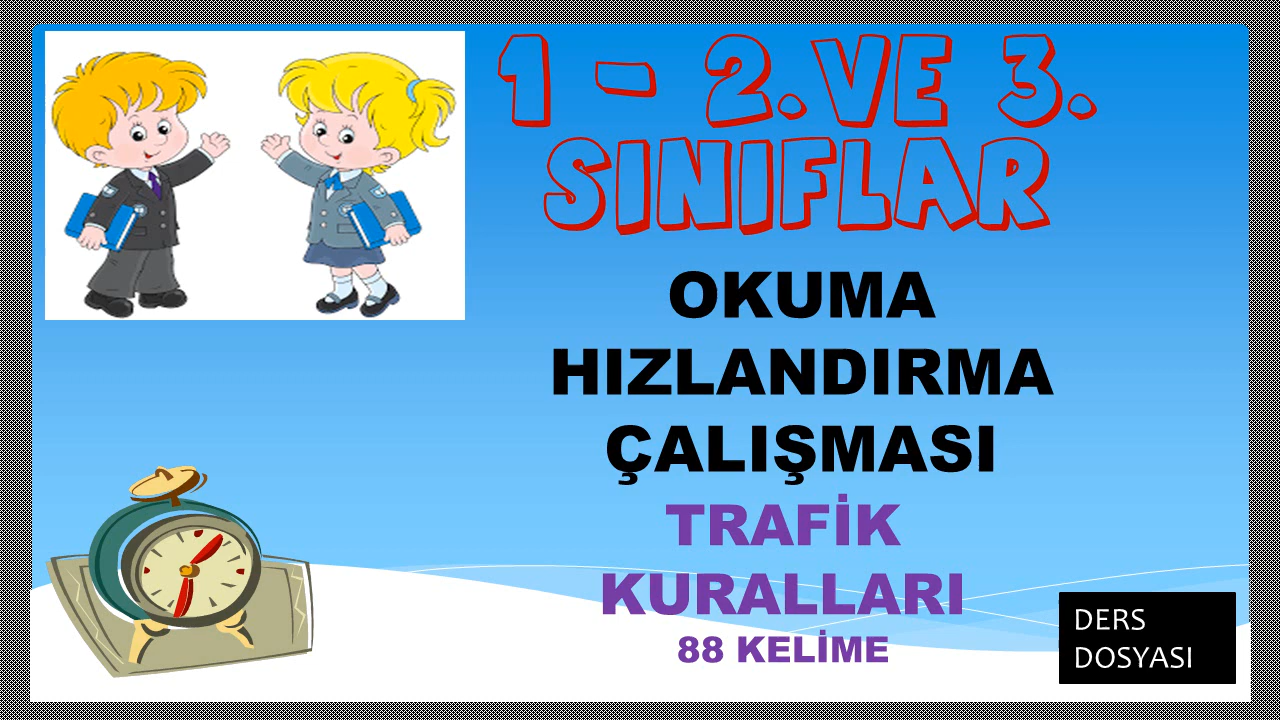 1 - 2.VE 3.
SINIFLAR
OKUMA
HIZLANDIRMA
ÇALIŞMASI
TRAFİK
KURALLARI
88 KELİME
DERS
DOSYASI